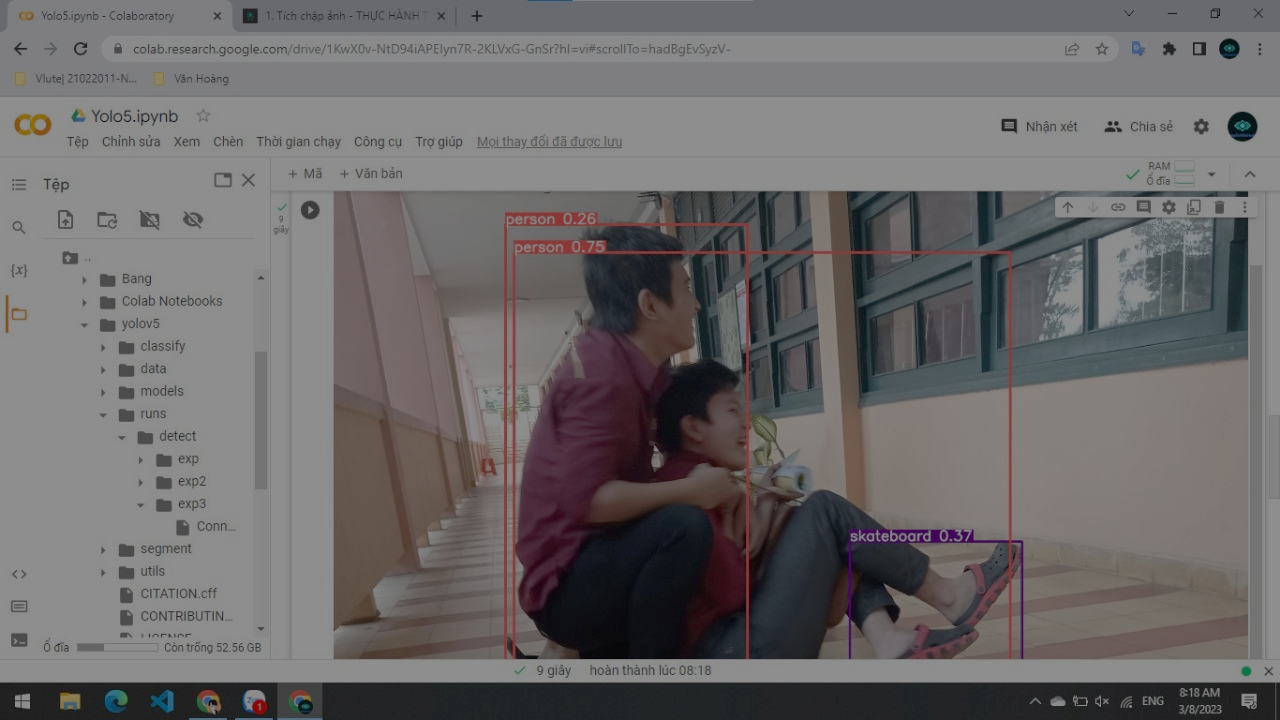 Yolo5.ipynb - Colaboratory
1. Tích chập ảnh - THỰC HÀNH T
colab.research.google.com/drive/1KwX0v-NtD94iAPEIyn7R-2KLVxG-GnSr?hl=vi#scrollTo=hadBgEvSyzV-
Vlute| 21022011-N...
Văn Hoàng
Yolo5.ipynb
Nhận xét
Chia sẻ
Tệp Chỉnh sửa Xem Chèn Thời gian chạy Công cụ Trợ giúp Mọi thay đổi đã được lưu
Tệp
+ Mã + Văn bản
RAM
Ổ đĩa
9
giây
{x}
..
Bang
Colab Notebooks
yolov5
classify
data
models
runs
detect
exp
exp2
exp3
Conn...
segment
utils
CITATION.cff
CONTRIBUTIN...
LICENSE
Ổ đĩa
Còn trống 52.56 GB
person 0.26
person 0.75
skateboard 0.37
9 giây hoàn thành lúc 08:18
1
ENG
8:18 AM
3/8/2023